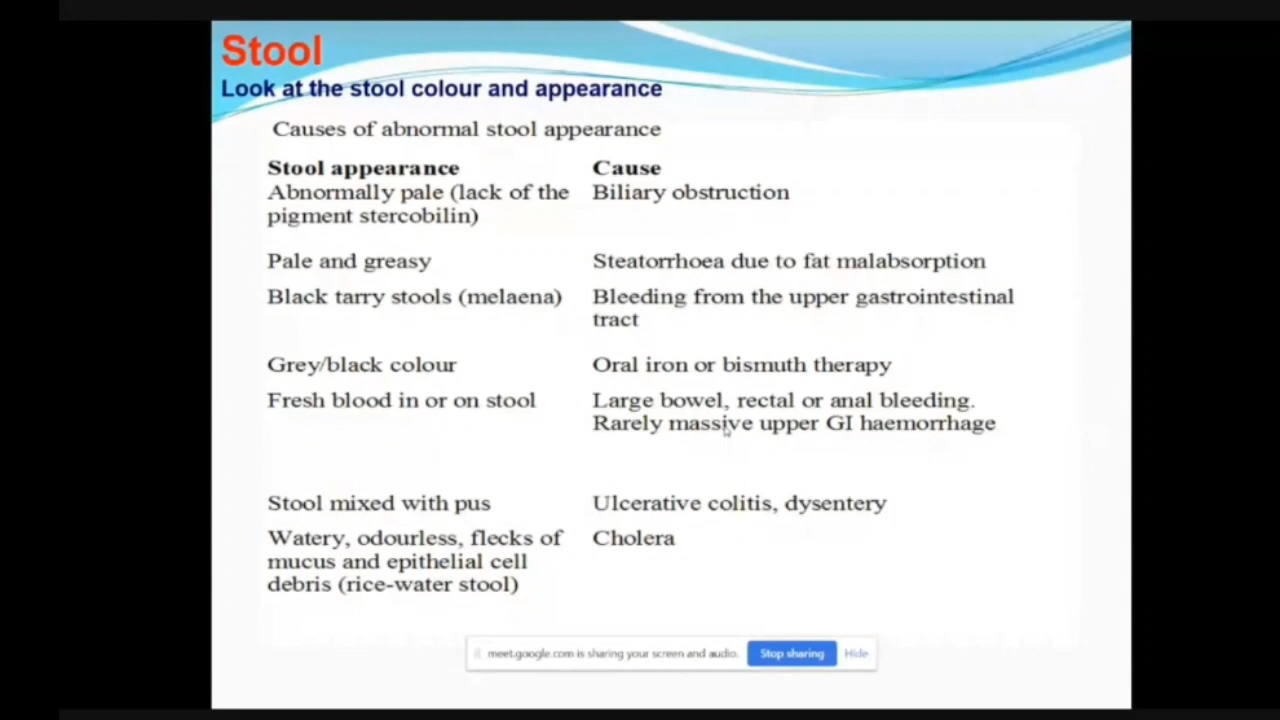 Stool
Look at the stool colour and appearance
Causes of abnormal stool appearance
Stool appearance Cause
Abnormally pale (lack of the Biliary obstruction
pigment stercobilin)
Pale and greasy Steatorrhoea due to fat malabsorption
Black tarry stools (melaena) Bleeding from the upper gastrointestinal
tract
Grey/black colour Oral iron or bismuth therapy
Fresh blood in or on stool Large bowel, rectal or anal bleeding.
Rarely massive upper GI haemorrhage
Stool mixed with pus Ulcerative colitis, dysentery
Watery, odourless, flecks of Cholera
mucus and epithelial cell
debris (rice-water stool)
meet.google.com is sharing your screen and audio. Stop sharing Hide